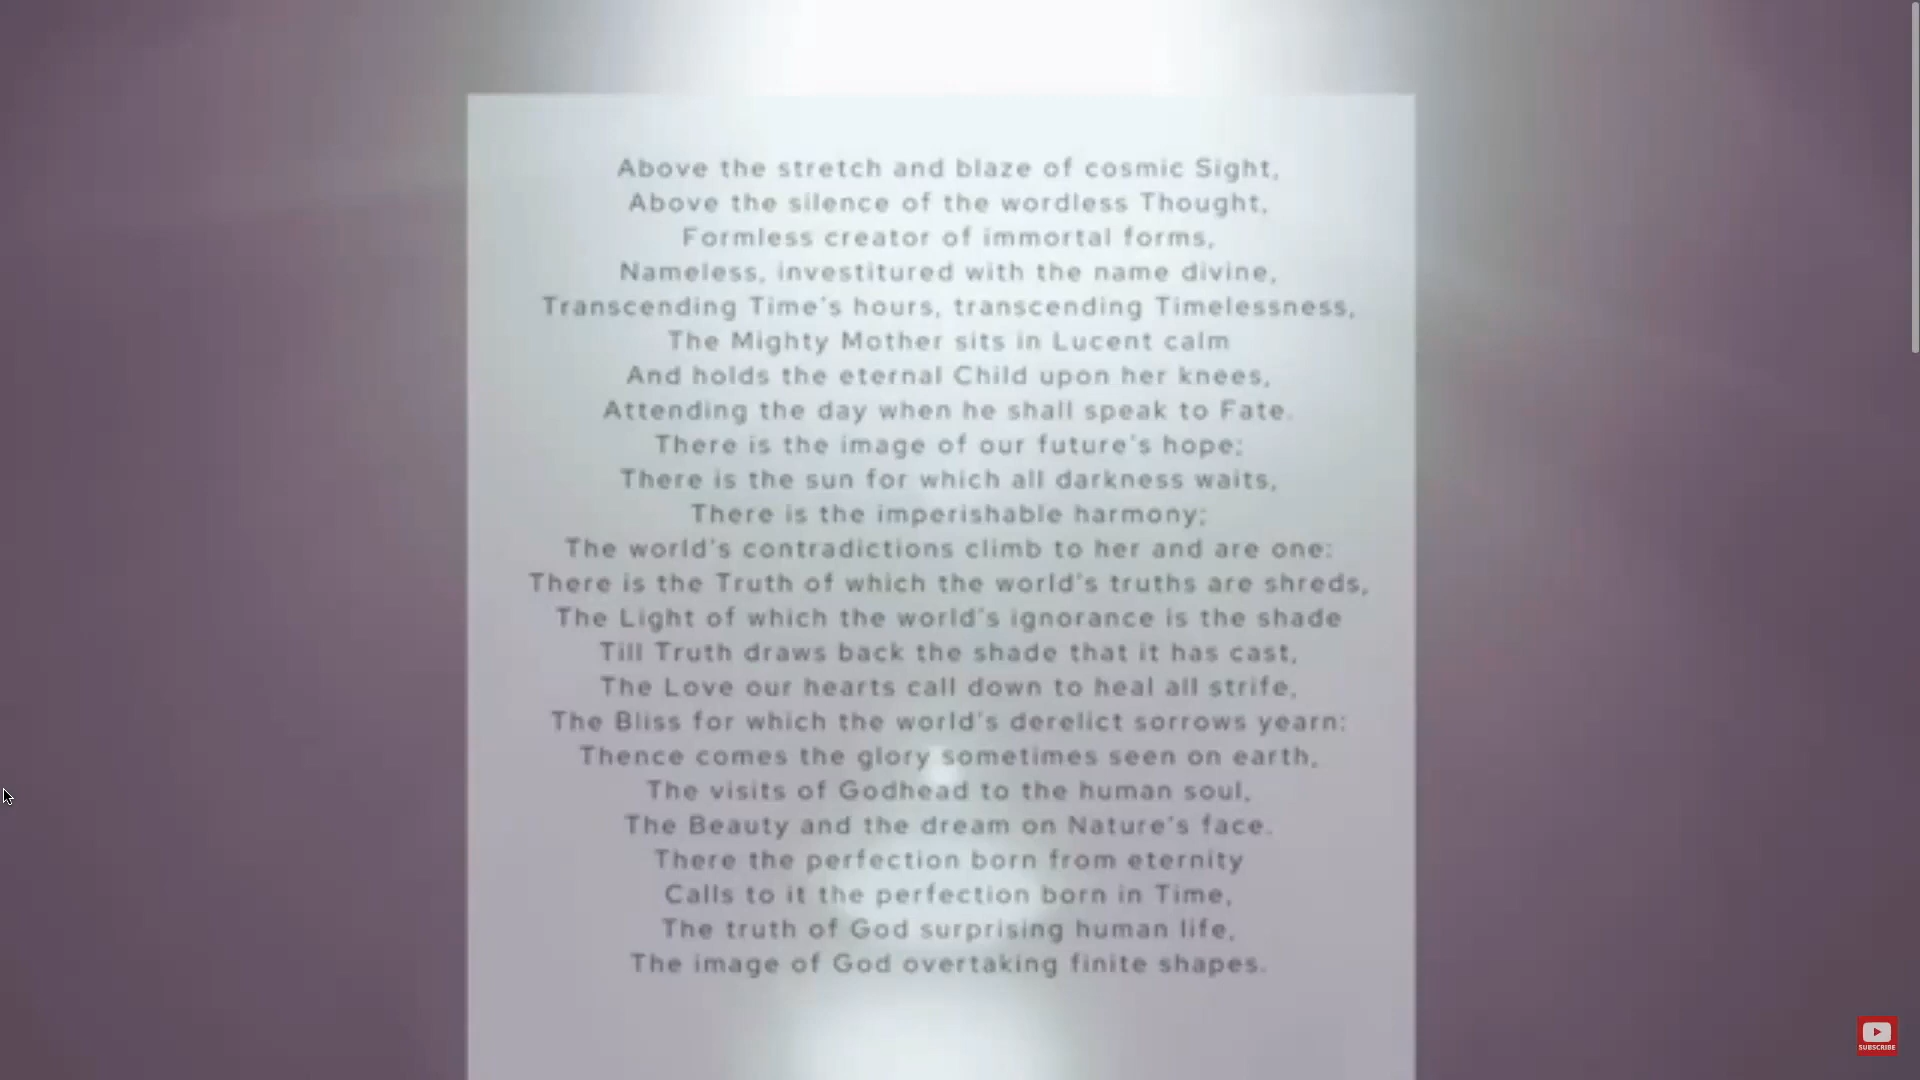 Above the stretch and blaze of cosmic Sight,
Above the silence of the wordless Thought,
Formless creator of immortal forms,
Nameless, investitured with the name divine,
Transcending Time's hours, transcending Timelessness,
The Mighty Mother sits in Lucent calm
And holds the eternal Child upon her knees,
Attending the day when he shall speak to Fate.
There is the image of our future's hope;
There is the sun for which all darkness waits,
There is the imperishable harmony;
The world's contradictions climb to her and are one:
There is the Truth of which the world's truths are shreds,
The Light of which the world's ignorance is the shade
Till Truth draws back the shade that it has cast,
The Love our hearts call down to heal all strife,
The Bliss for which the world's derelict sorrows yearn:
Thence comes the glory sometimes seen on earth,
The visits of Godhead to the human soul,
The Beauty and the dream on Nature's face.
There the perfection born from eternity
Calls to it the perfection born in Time,
The truth of God surprising human life,
The image of God overtaking finite shapes.
SUBSCRIBE